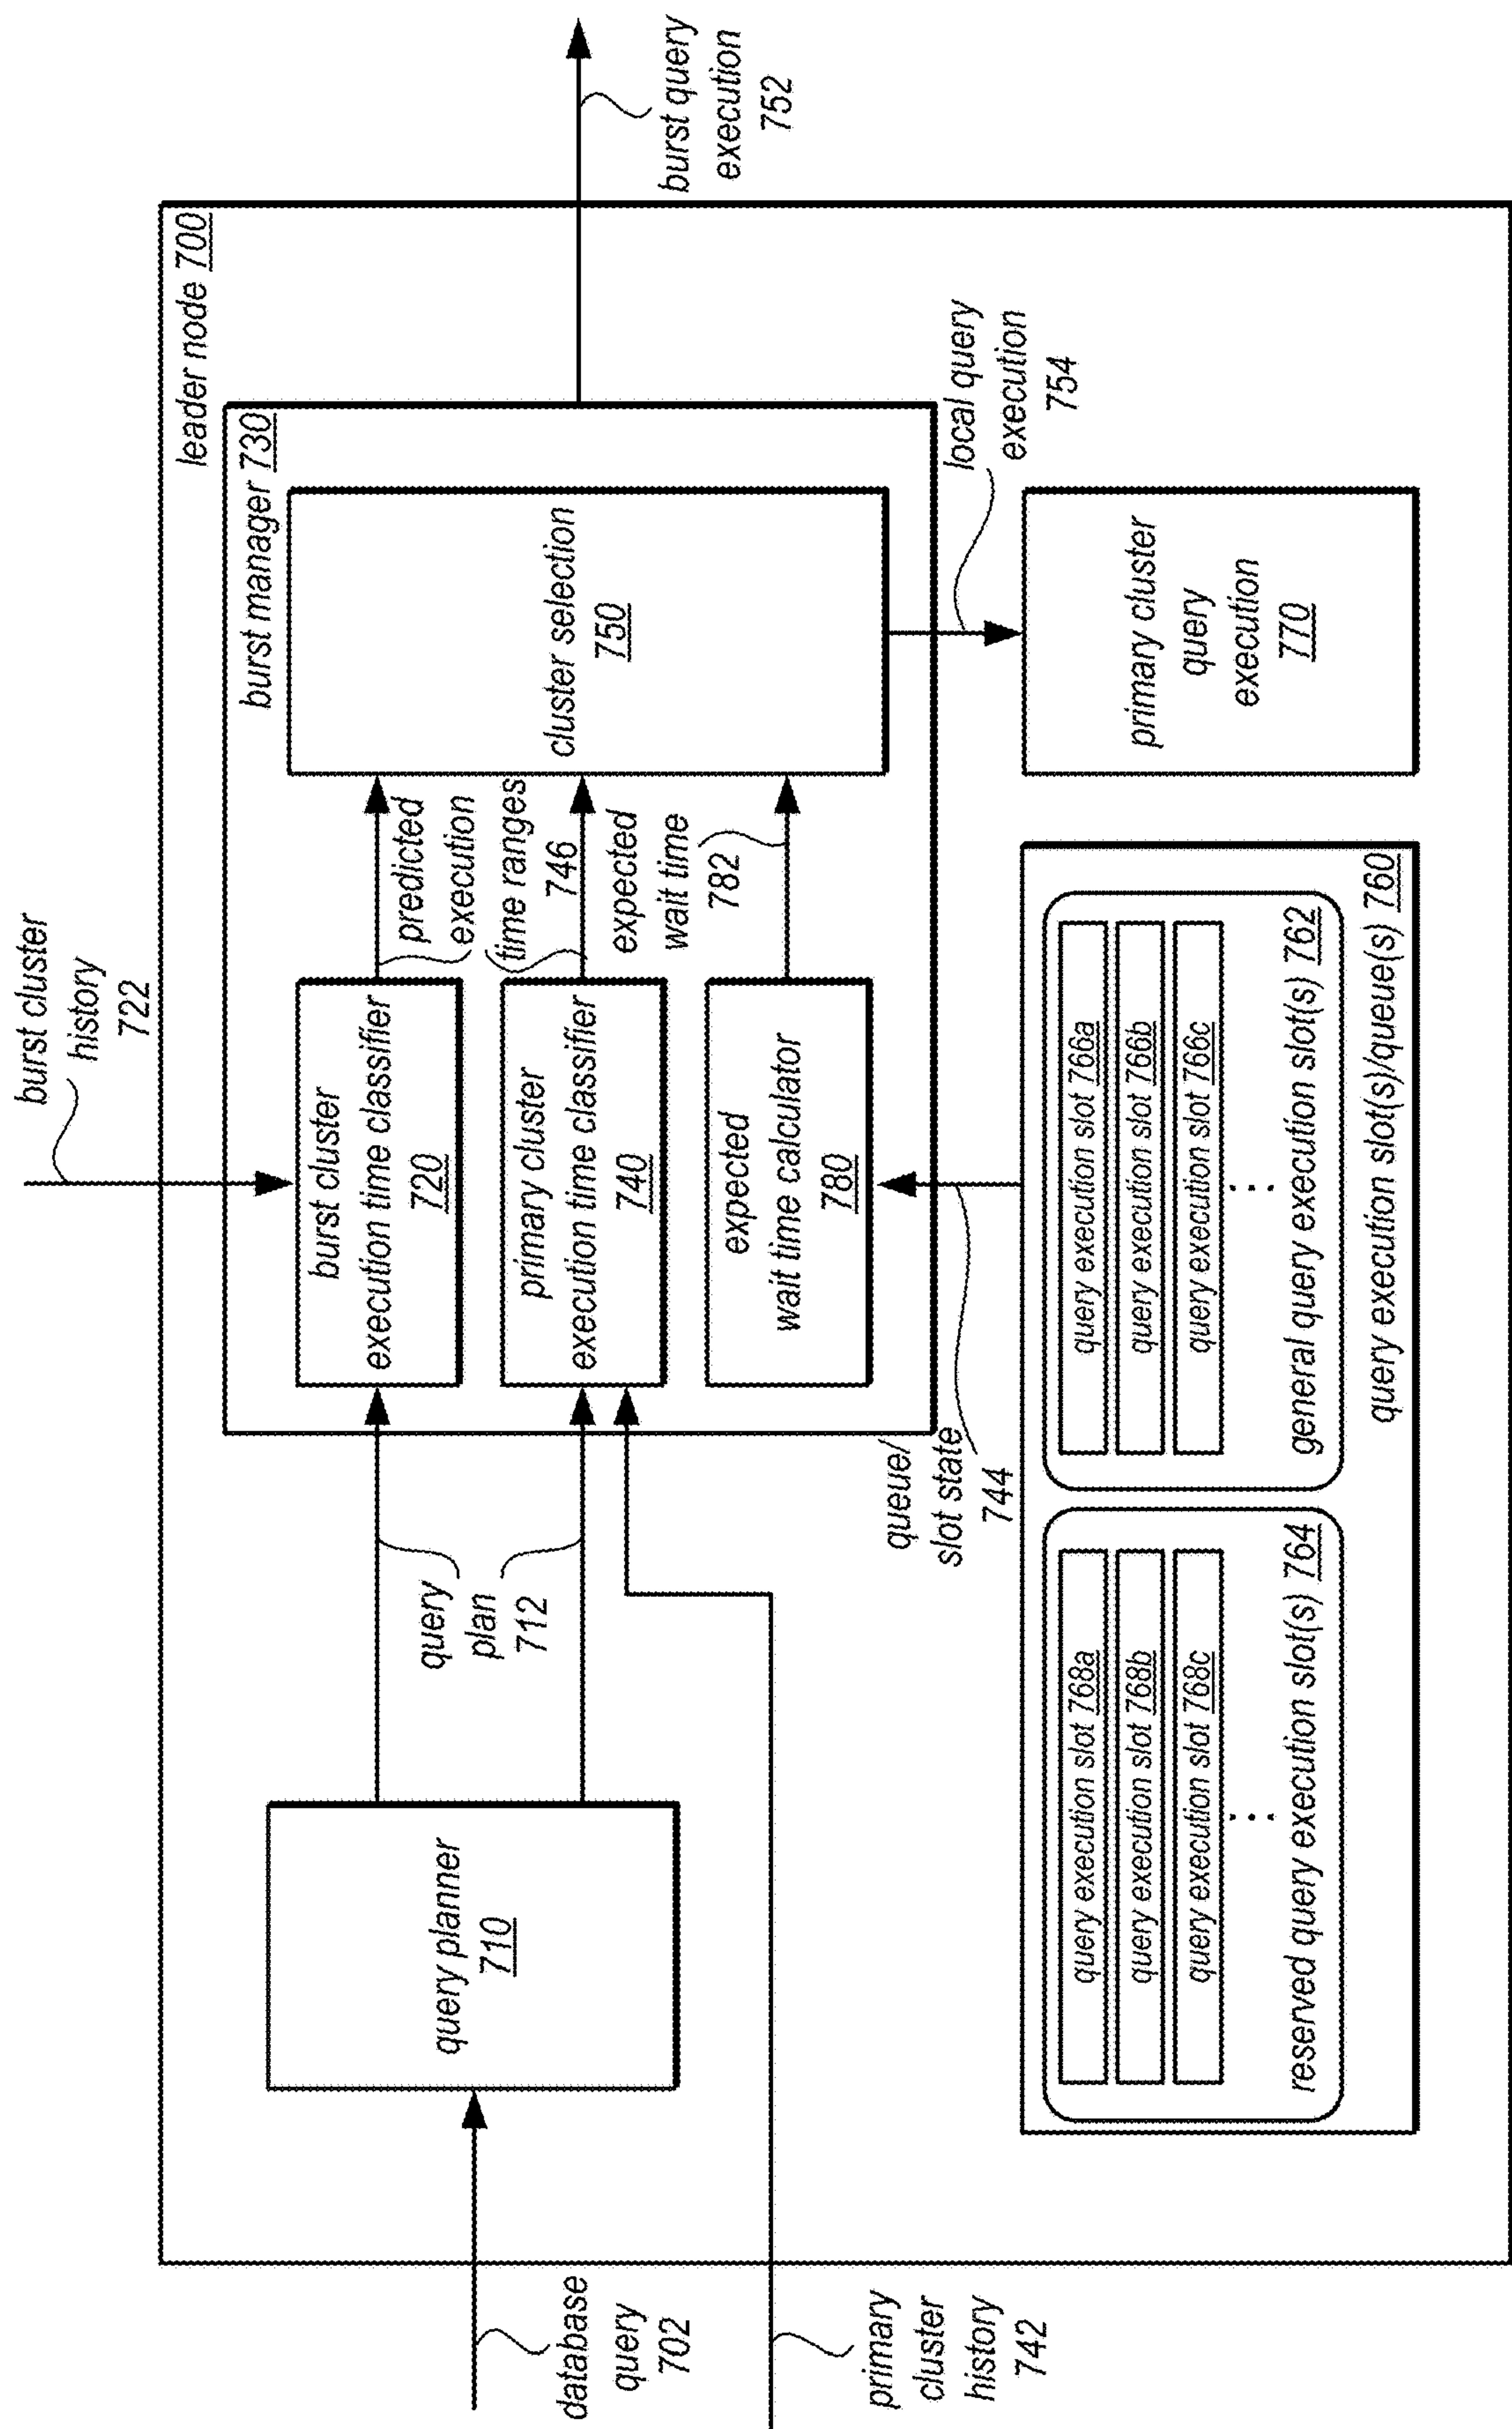 burst cluster
history
722
leader node 700
burst manager 730
database
query
702
query planner
710
query
plan
712
burst cluster
execution time classifier
720
predicted
execution
time ranges
746
cluster selection
750
burst query
execution
752
primary cluster
execution time classifier
740
expected
wait time
782
expected
wait time calculator
780
primary
cluster
history
742
queue/
slot state
744
local query
execution
754
query execution slot 768a
query execution slot 768b
query execution slot 768c
reserved query execution slot(s) 764
query execution slot 766a
query execution slot 766b
query execution slot 766c
general query execution slot(s) 762
query execution slot(s)/queue(s) 760
primary cluster
query
execution
770